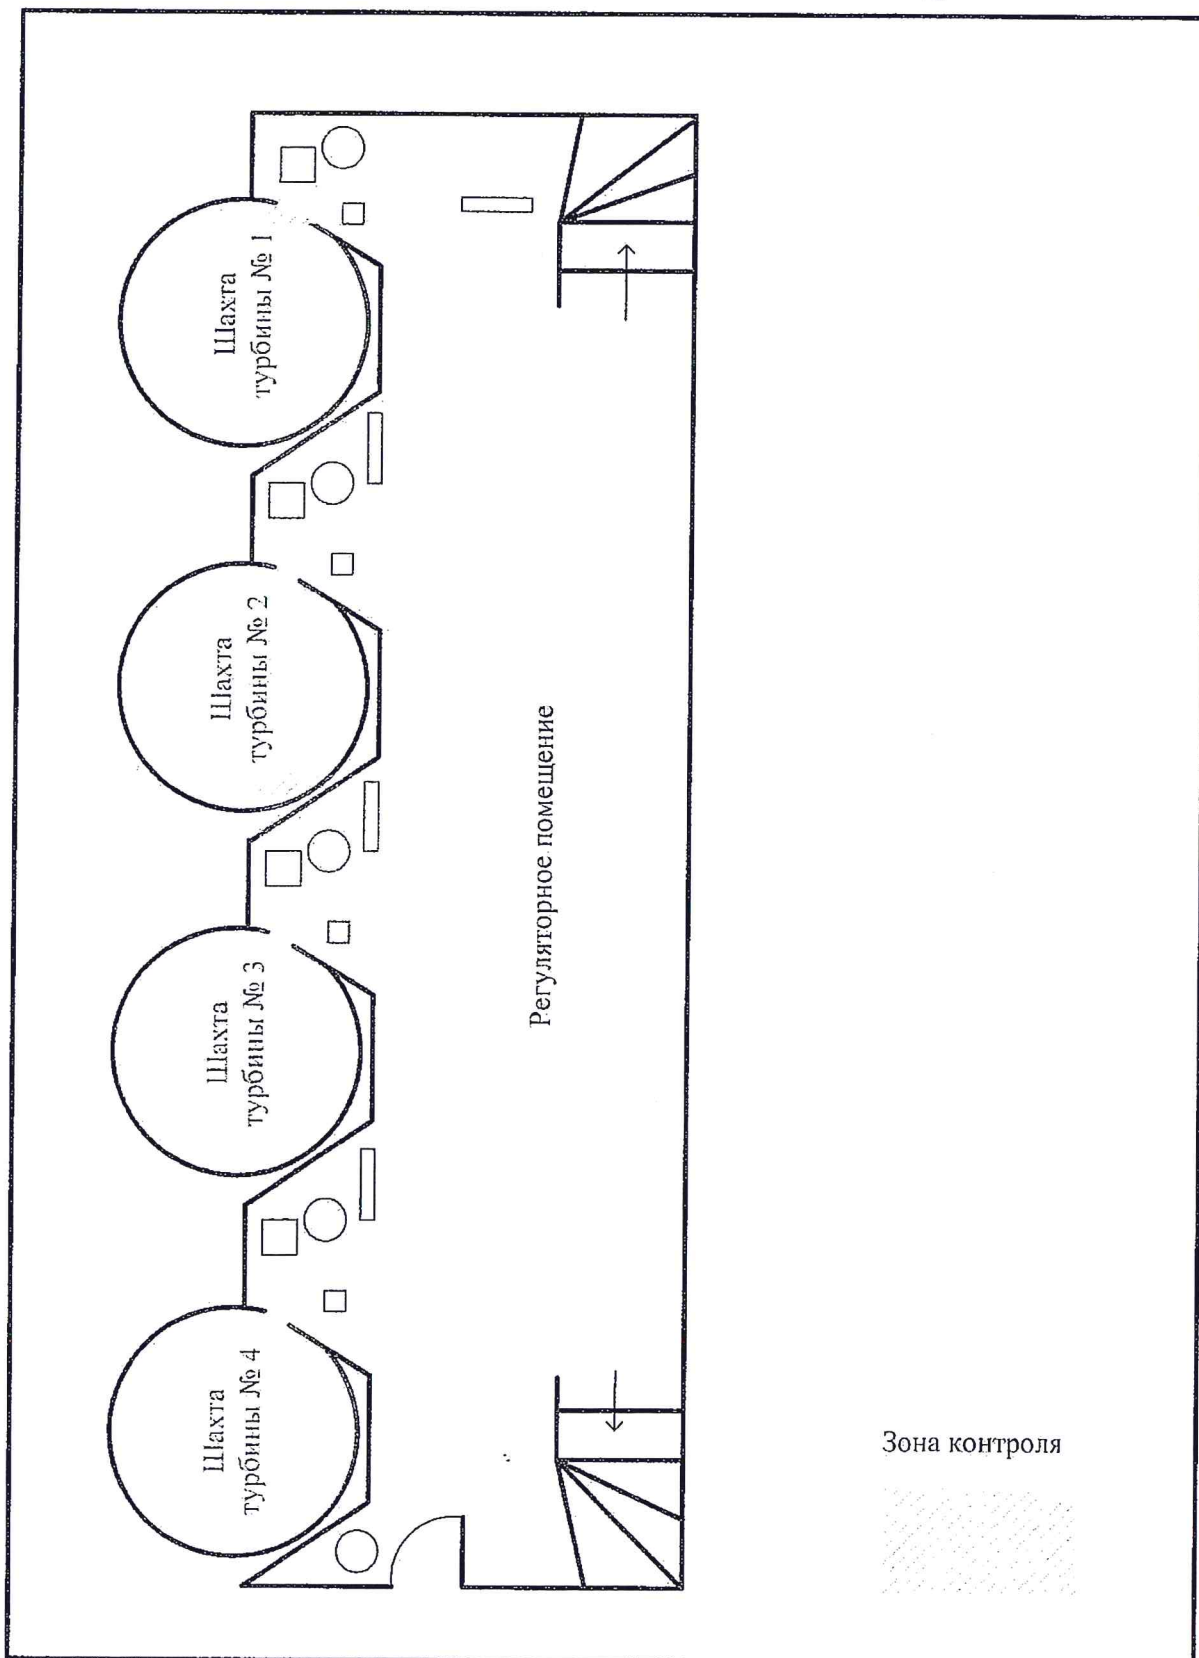 Шахта
турбины № 1
Шахта
турбины № 2
Шахта
турбины № 3
Шахта
турбины № 4
Регуляторное помещение
Зона контроля